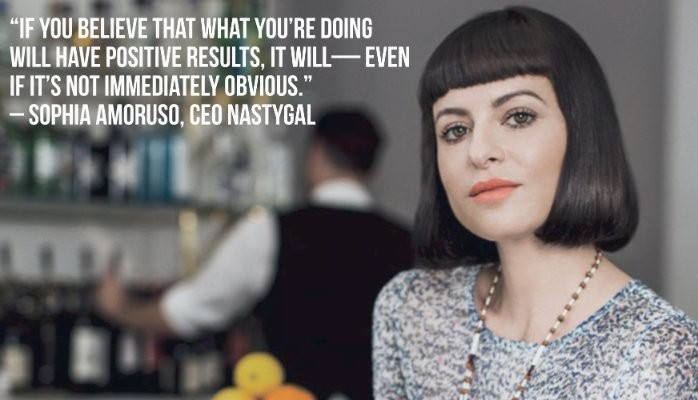 “IF YOU BELIEVE THAT WHAT YOU’RE DOING
WILL HAVE POSITIVE RESULTS, IT WILL— EVEN
IF IT’S NOT IMMEDIATELY OBVIOUS.”
– SOPHIA AMORUSO, CEO NASTYGAL